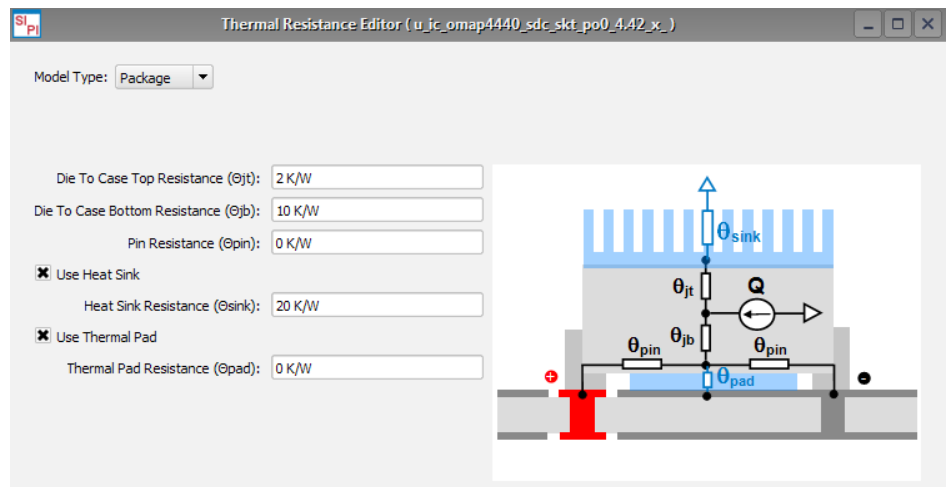 SI PI
Thermal Resistance Editor ( u_ic_omap4440_sdc_skt_po0_4.42_x_ )
Model Type: Package
Die To Case Top Resistance (Θjt): 2 K/W
Die To Case Bottom Resistance (Θjb): 10 K/W
Pin Resistance (Θpin): 0 K/W
Use Heat Sink
Heat Sink Resistance (Θsink): 20 K/W
Use Thermal Pad
Thermal Pad Resistance (Θpad): 0 K/W
θsink
θjt Q
θjb
θpin θpin
θpad
+ -